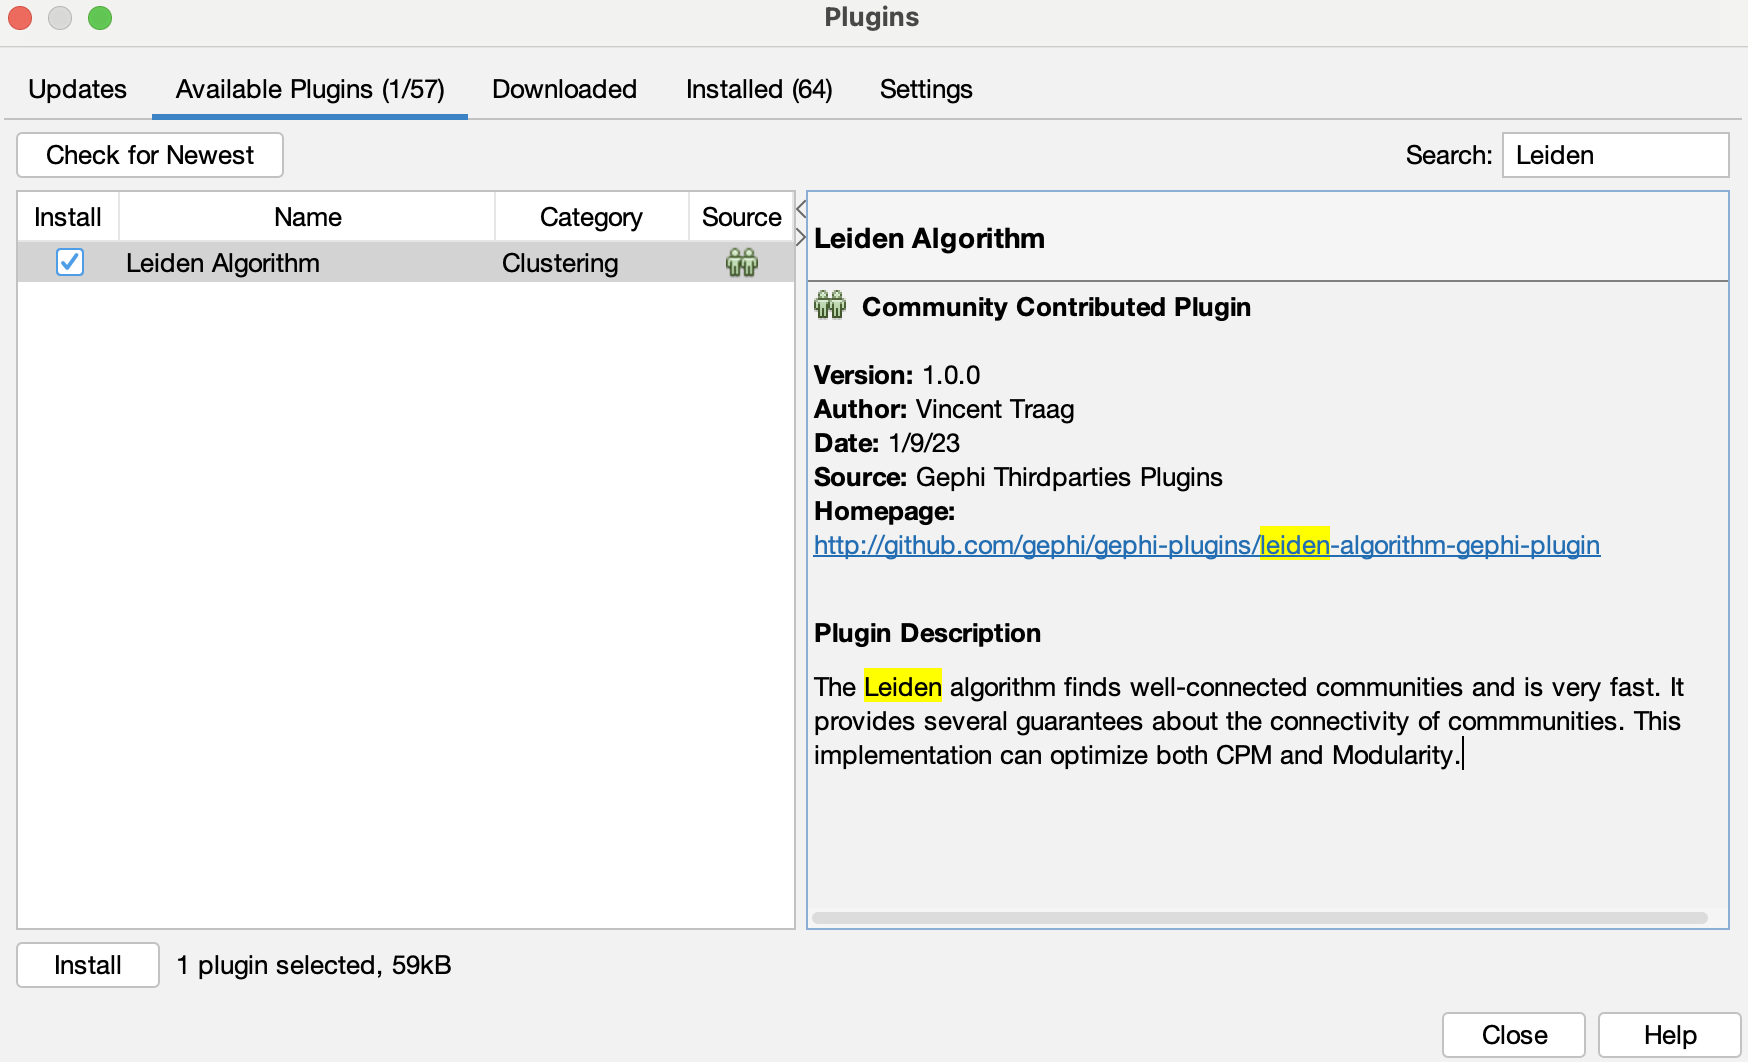 Plugins
Updates Available Plugins (1/57) Downloaded Installed (64) Settings
Check for Newest Search: Leiden
Install Name Category Source
Leiden Algorithm Clustering
Leiden Algorithm
Community Contributed Plugin
Version: 1.0.0
Author: Vincent Traag
Date: 1/9/23
Source: Gephi Thirdparties Plugins
Homepage:
http://github.com/gephi/gephi-plugins/leiden-algorithm-gephi-plugin
Plugin Description
The Leiden algorithm finds well-connected communities and is very fast. It
provides several guarantees about the connectivity of commmunities. This
implementation can optimize both CPM and Modularity.
Install 1 plugin selected, 59kB
Close Help